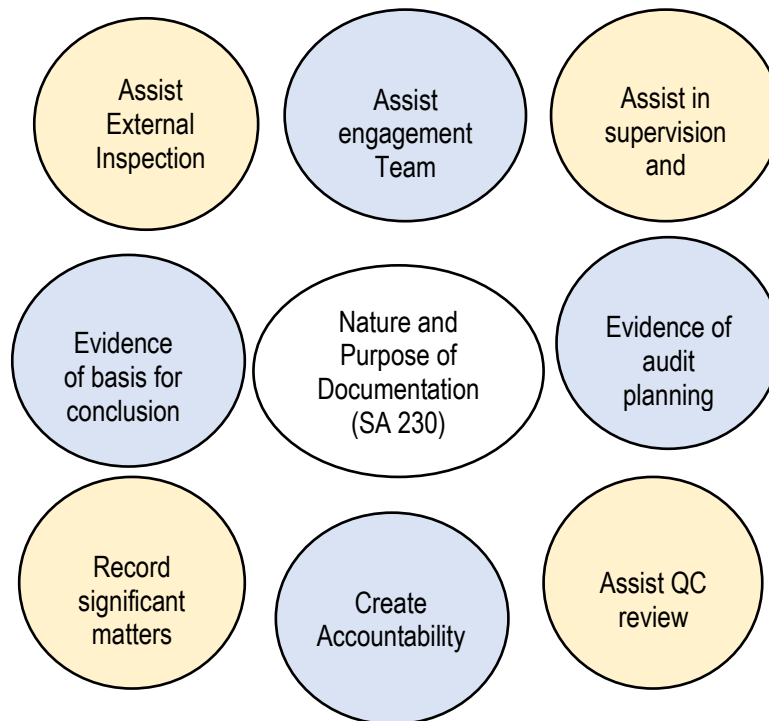 Assist
External
Inspection
Assist
engagement
Team
Assist in
supervision
and
Evidence
of basis for
conclusion
Nature and
Purpose of
Documentation
(SA 230)
Evidence of
audit
planning
Record
significant
matters
Create
Accountability
Assist QC
review